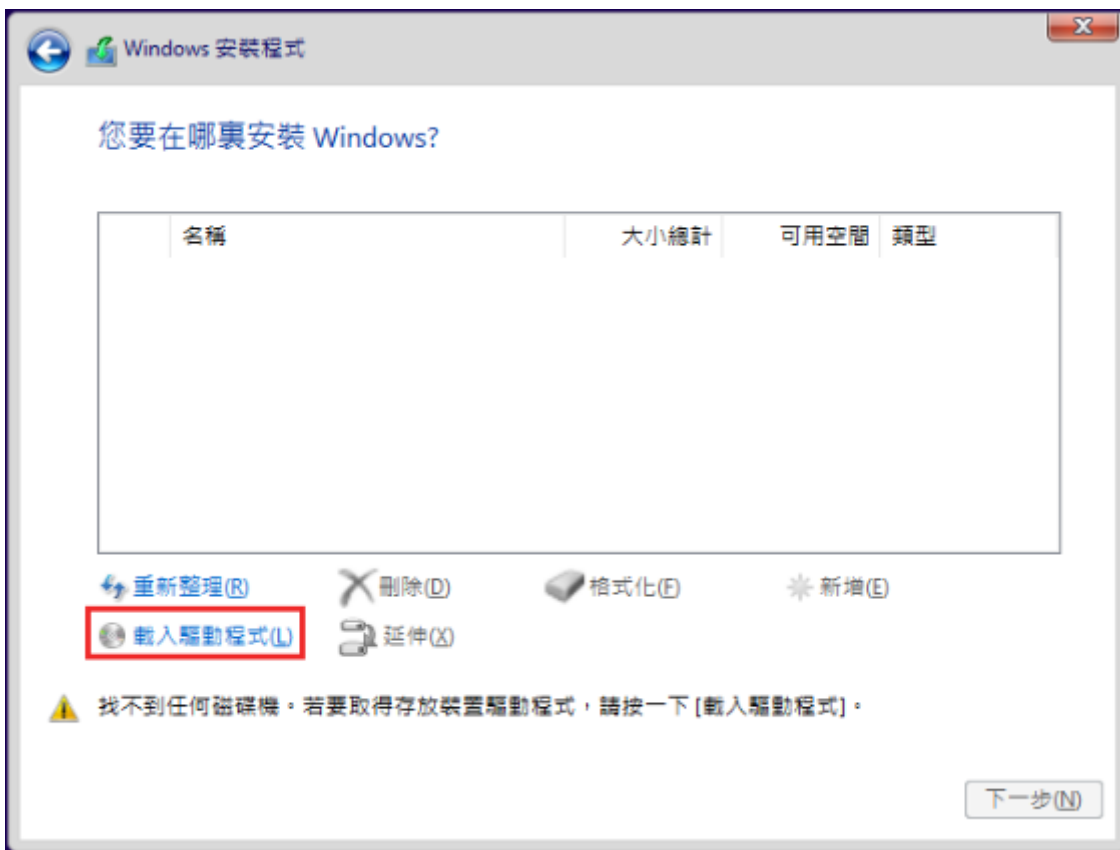 Windows 安裝程式
您要在哪裏安裝 Windows?
名稱 大小總計 可用空間 類型
重新整理(R) 刪除(D) 格式化(F) 新增(E)
載入驅動程式(L) 延伸(X)
找不到任何磁碟機。若要取得存放裝置驅動程式，請按一下 [載入驅動程式]。
下一步(N)